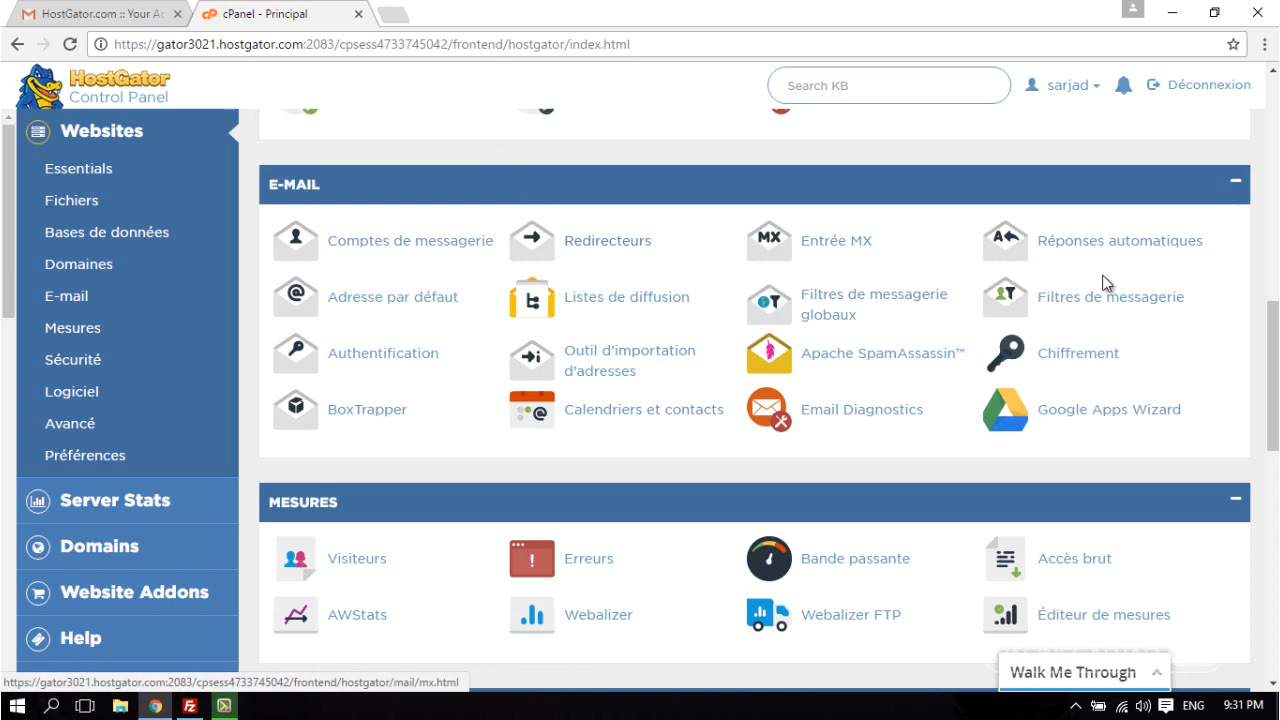 HostGator.com :: Your Ac
cPanel - Principal
https://gator3021.hostgator.com:2083/cpsess4733745042/frontend/hostgator/index.html
HOSTGATOR
Control Panel
Search KB
sarjad
Déconnexion
Websites
Essentials
Fichiers
Bases de données
Domaines
E-mail
Mesures
Sécurité
Logiciel
Avancé
Préférences
Server Stats
Domains
Website Addons
Help
E-MAIL
Comptes de messagerie
Redirecteurs
MX
Entrée MX
A
Réponses automatiques
@
Adresse par défaut
Listes de diffusion
Filtres de messagerie
globaux
Filtres de messagerie
Authentification
Outil d'importation
d'adresses
Apache SpamAssassin™
Chiffrement
BoxTrapper
@
Calendriers et contacts
Email Diagnostics
Google Apps Wizard
MESURES
Visiteurs
!
Erreurs
Bande passante
Accès brut
AWStats
Webalizer
Webalizer FTP
Éditeur de mesures
Walk Me Through
https://gator3021.hostgator.com:2083/cpsess4733745042/frontend/hostgator/mail/mx.html
ENG
9:31 PM